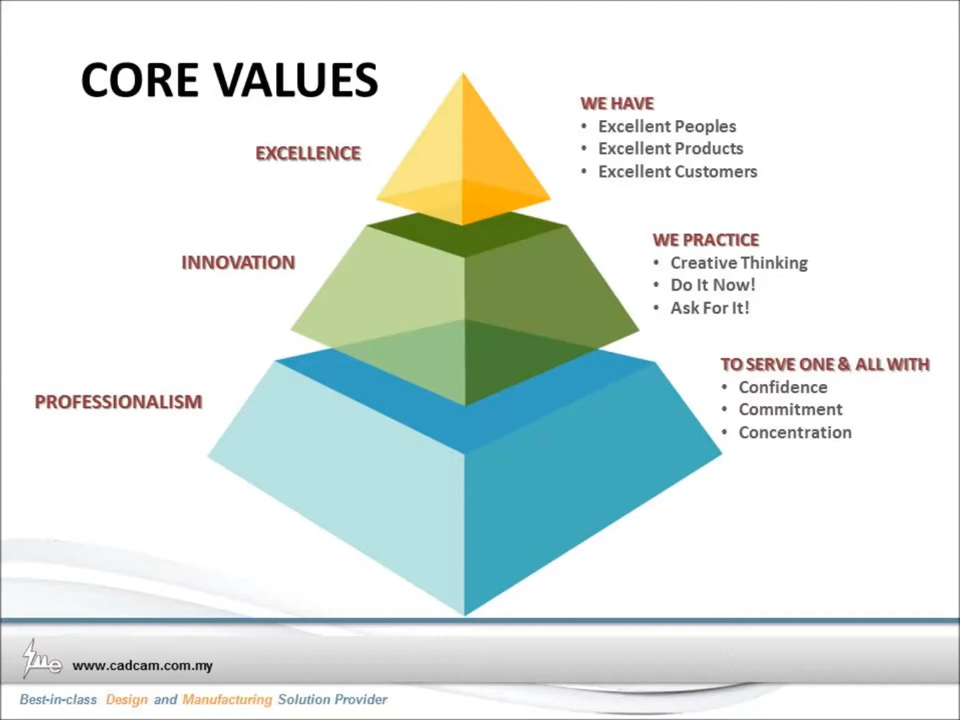 CORE VALUES
EXCELLENCE
WE HAVE
• Excellent Peoples
• Excellent Products
• Excellent Customers
INNOVATION
WE PRACTICE
• Creative Thinking
• Do It Now!
• Ask For It!
PROFESSIONALISM
TO SERVE ONE & ALL WITH
• Confidence
• Commitment
• Concentration
www.cadcam.com.my
Best-in-class Design and Manufacturing Solution Provider